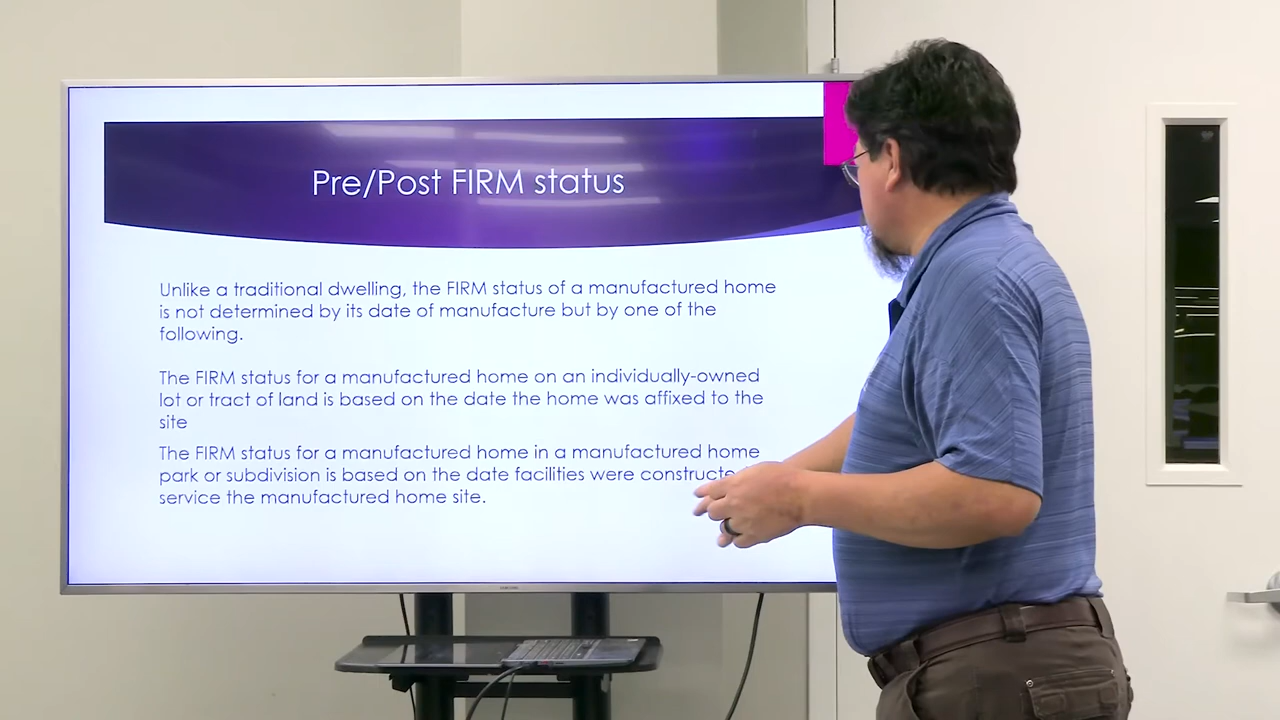 Pre/Post FIRM status
Unlike a traditional dwelling, the FIRM status of a manufactured home
is not determined by its date of manufacture but by one of the
following.
The FIRM status for a manufactured home on an individually-owned
lot or tract of land is based on the date the home was affixed to the
site
The FIRM status for a manufactured home in a manufactured home
park or subdivision is based on the date facilities were constructe
service the manufactured home site.